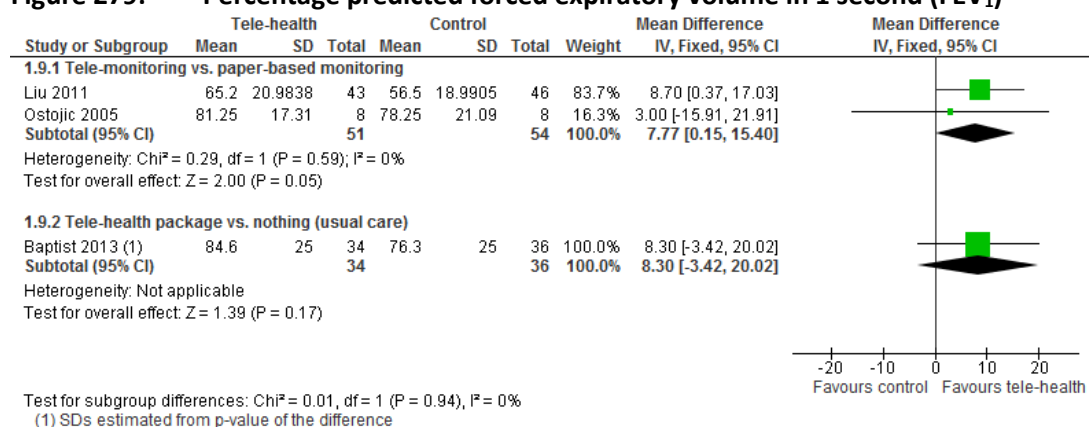 Figure 279: Percentage predicted forced expiratory volume in 1 second (FEV1)
Tele-health Control Mean Difference Mean Difference
Study or Subgroup Mean SD Total Mean SD Total Weight IV, Fixed, 95% CI IV, Fixed, 95% CI
1.9.1 Tele-monitoring vs. paper-based monitoring
Liu 2011 65.2 20.9838 43 56.5 18.9905 46 83.7% 8.70 [0.37, 17.03]
Ostojic 2005 81.25 17.31 8 78.25 21.09 8 16.3% 3.00 [-15.91, 21.91]
Subtotal (95% CI) 51 54 100.0% 7.77 [0.15, 15.40]
Heterogeneity: Chi² = 0.29, df = 1 (P = 0.59); I² = 0%
Test for overall effect: Z = 2.00 (P = 0.05)
1.9.2 Tele-health package vs. nothing (usual care)
Baptist 2013 (1) 84.6 25 34 76.3 25 36 100.0% 8.30 [-3.42, 20.02]
Subtotal (95% CI) 34 36 100.0% 8.30 [-3.42, 20.02]
Heterogeneity: Not applicable
Test for overall effect: Z = 1.39 (P = 0.17)
-20 -10 0 10 20
Favours control Favours tele-health
Test for subgroup differences: Chi² = 0.01, df = 1 (P = 0.94), I² = 0%
(1) SDs estimated from p-value of the difference